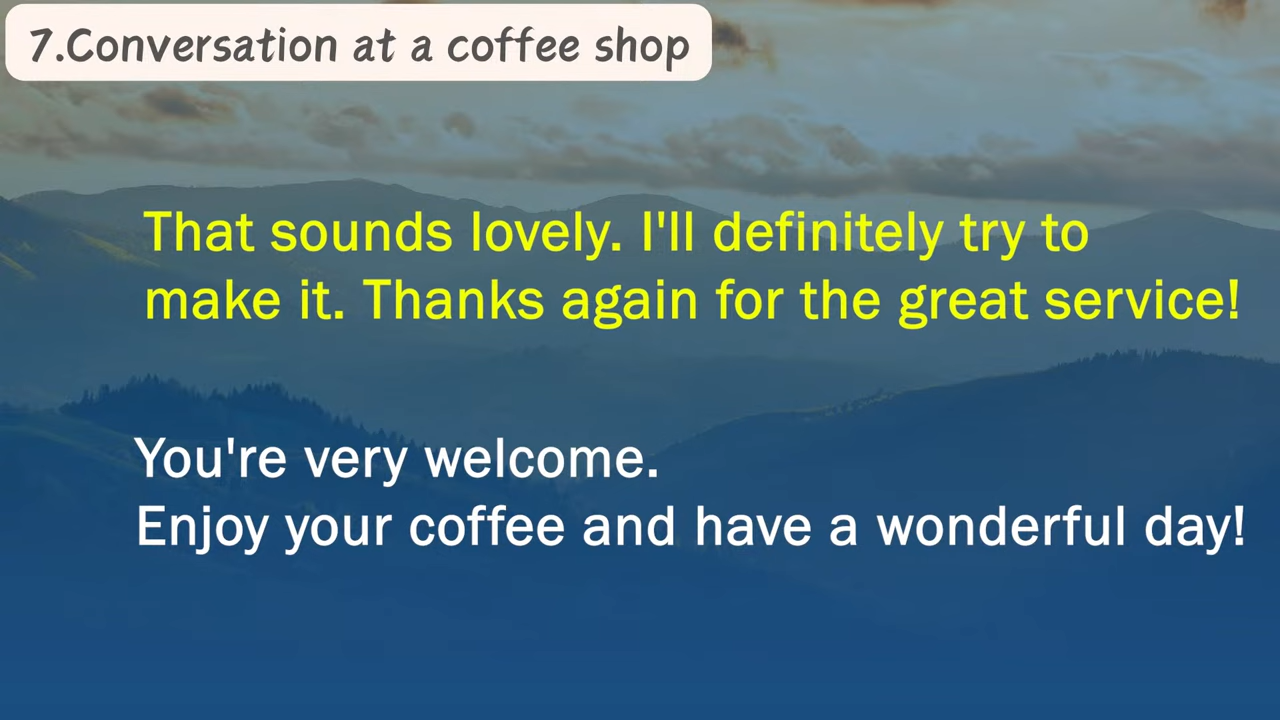 7.Conversation at a coffee shop
That sounds lovely. I'll definitely try to
make it. Thanks again for the great service!
You're very welcome.
Enjoy your coffee and have a wonderful day!